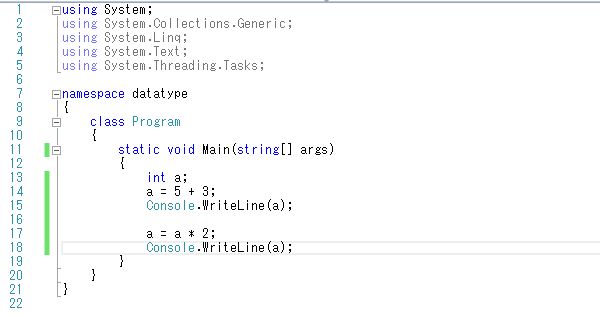 1 using System;
2 using System.Collections.Generic;
3 using System.Linq;
4 using System.Text;
5 using System.Threading.Tasks;
6
7 namespace datatype
8 {
9     class Program
10     {
11         static void Main(string[] args)
12         {
13             int a;
14             a = 5 + 3;
15             Console.WriteLine(a);
16
17             a = a * 2;
18             Console.WriteLine(a);
19         }
20     }
21 }
22